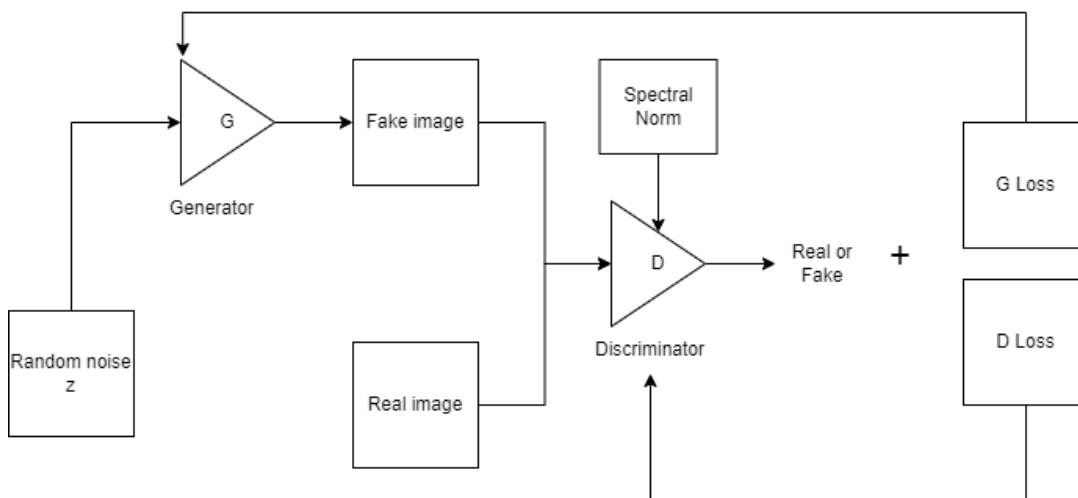 G
Generator
Fake image
Spectral
Norm
G Loss
D
Discriminator
Real or
Fake
+
D Loss
Random noise
z
Real image